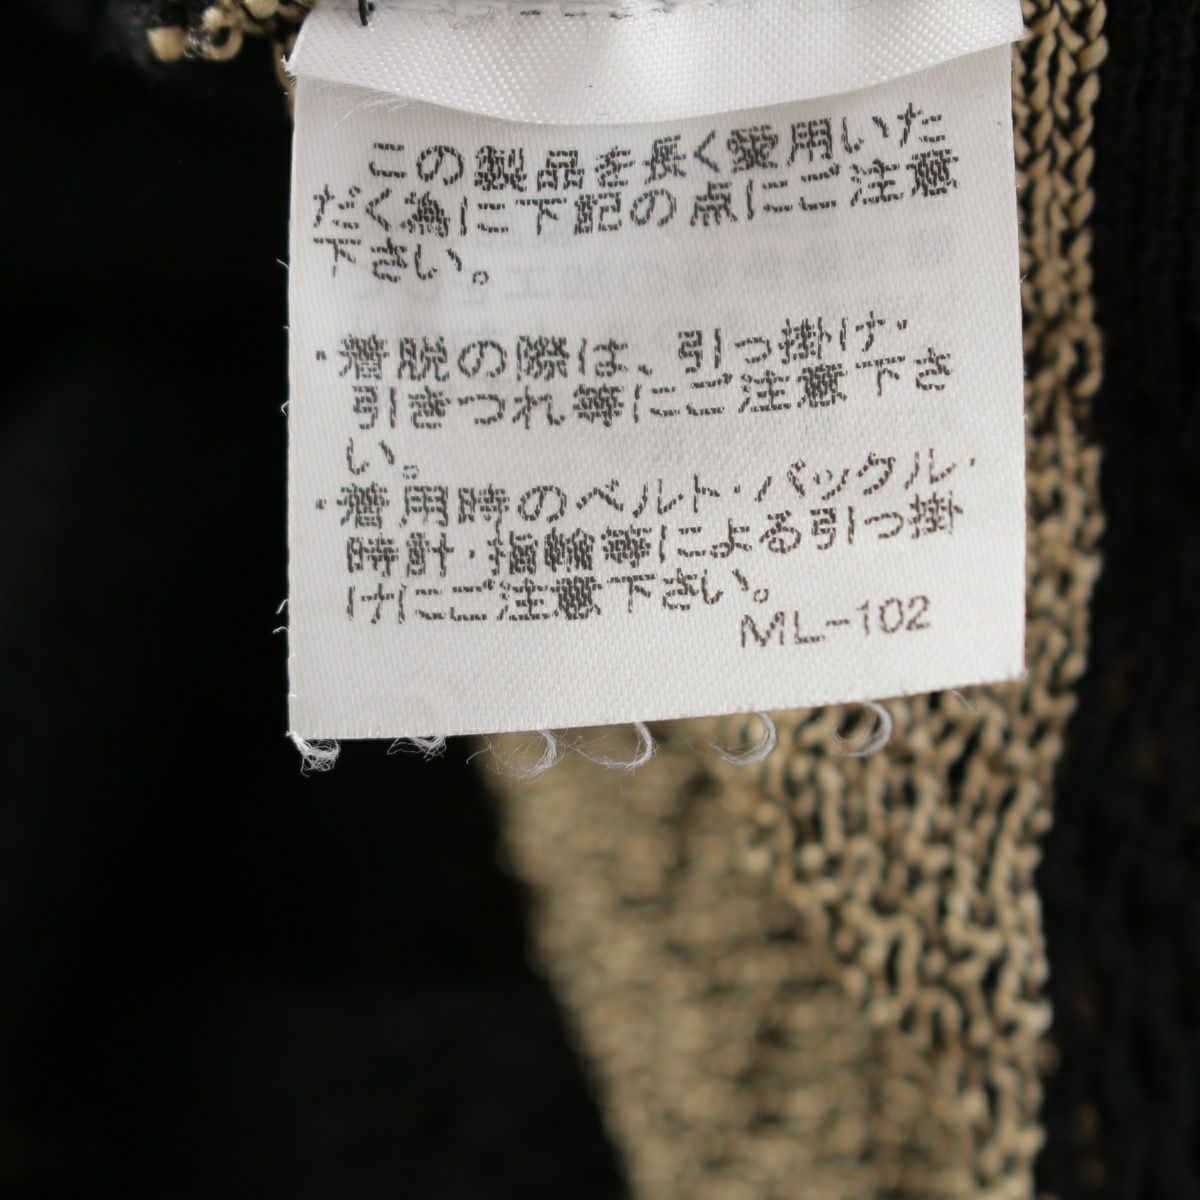 この製品を長く愛用いた
だく為に下記の点にご注意
下さい。
・着脱の際は、引っ掛け・
引きつれ等にご注意下さ
い。
・着用時のベルト・バックル・
時計・指輪等による引っ掛
けにご注意下さい。
ML-102